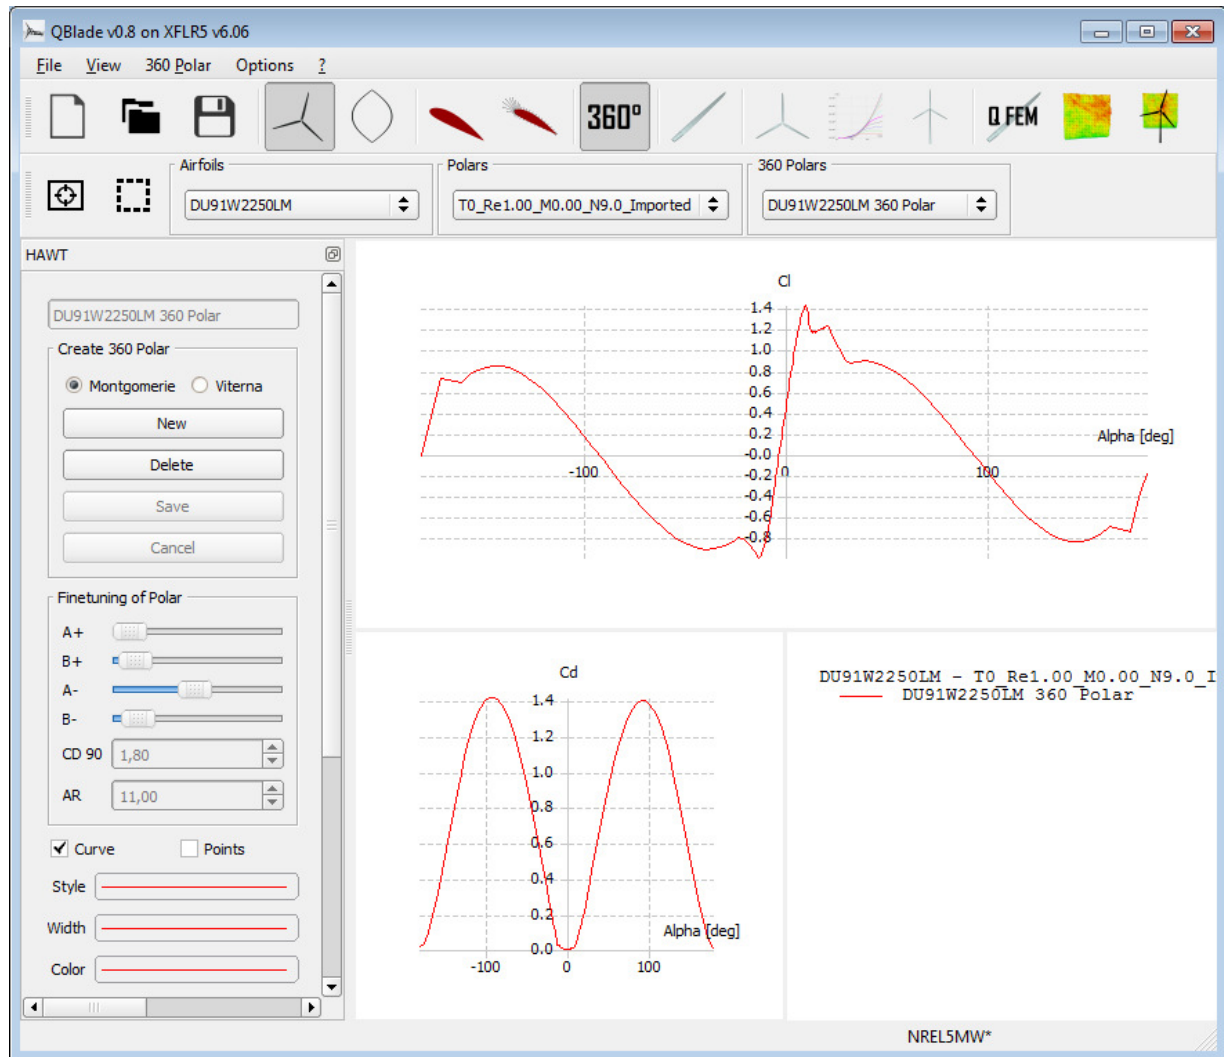 QBlade v0.8 on XFLR5 v6.06
File View 360 Polar Options ?
360º
Q FEM
Airfoils
DU91W2250LM
Polars
T0_Re1.00_M0.00_N9.0_Imported
360 Polars
DU91W2250LM 360 Polar
HAWT
DU91W2250LM 360 Polar
Create 360 Polar
Montgomerie Viterna
New
Delete
Save
Cancel
Finetuning of Polar
A+
B+
A-
B-
CD 90 1,80
AR 11,00
Curve Points
Style
Width
Color
Cl
1.4
1.2
1.0
0.8
0.6
0.4
0.2
-0.0
-0.2
-0.4
-0.6
-0.8
-100 0 100
Alpha [deg]
Cd
1.4
1.2
1.0
0.8
0.6
0.4
0.2
0.0
Alpha [deg]
-100 0 100
DU91W2250LM - T0_Re1.00_M0.00_N9.0_I
DU91W2250LM 360 Polar
NREL5MW*